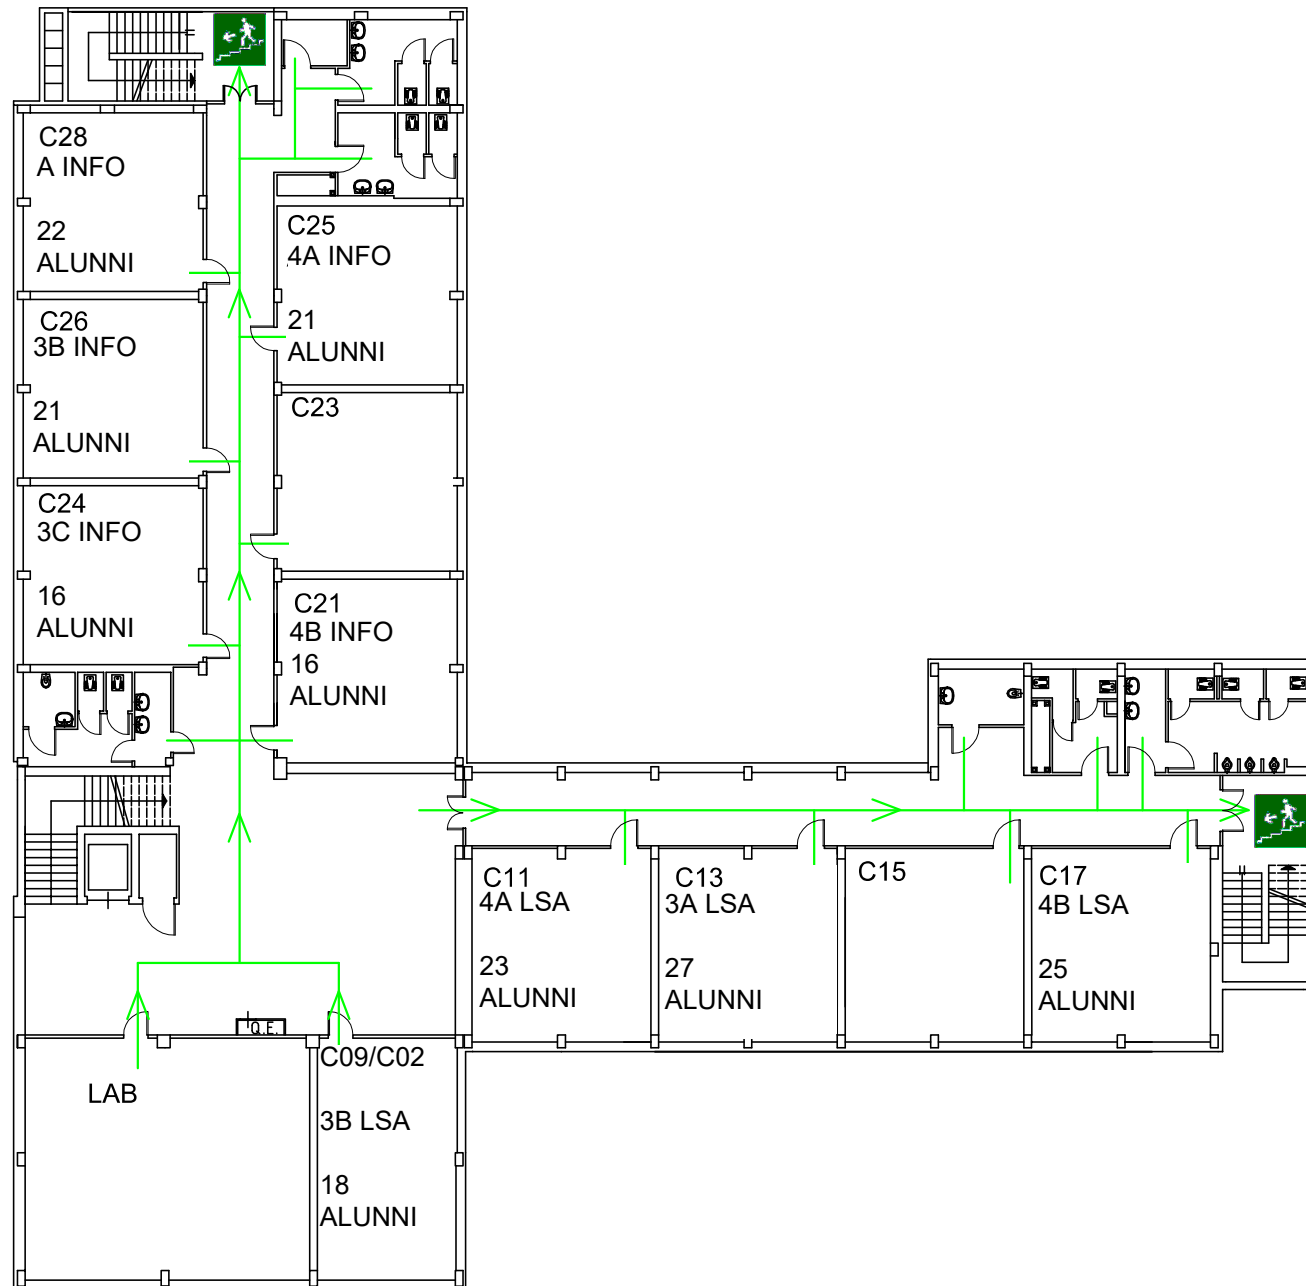 C28
A INFO
22
ALUNNI
C25
4A INFO
21
ALUNNI
C26
3B INFO
21
ALUNNI
C23
C24
3C INFO
16
ALUNNI
C21
4B INFO
16
ALUNNI
C11
4A LSA
23
ALUNNI
C13
3A LSA
27
ALUNNI
C15
C17
4B LSA
25
ALUNNI
Q.E.
LAB
C09/C02
3B LSA
18
ALUNNI